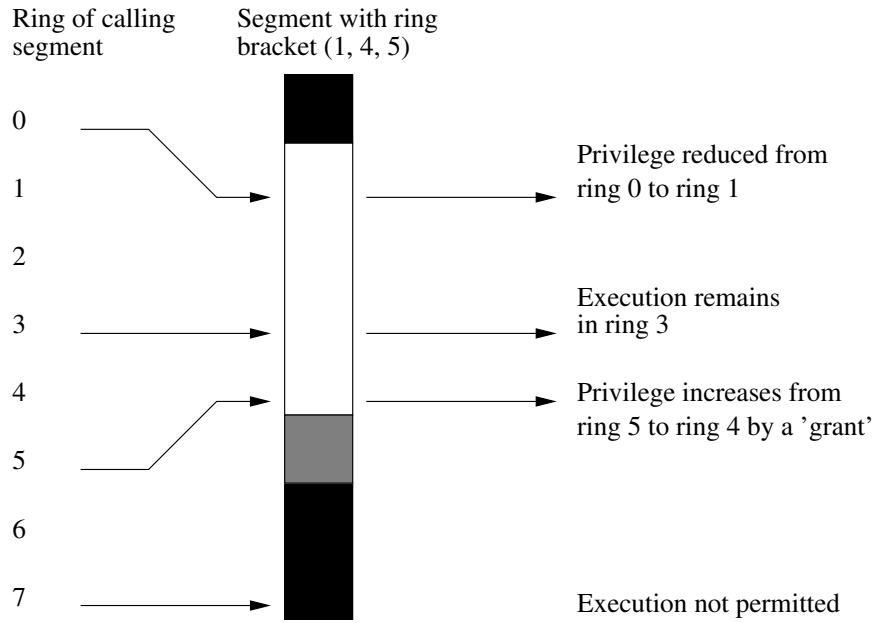 Ring of calling
segment
Segment with ring
bracket (1, 4, 5)
0
1
2
3
4
5
6
7
Privilege reduced from
ring 0 to ring 1
Execution remains
in ring 3
Privilege increases from
ring 5 to ring 4 by a ’grant’
Execution not permitted